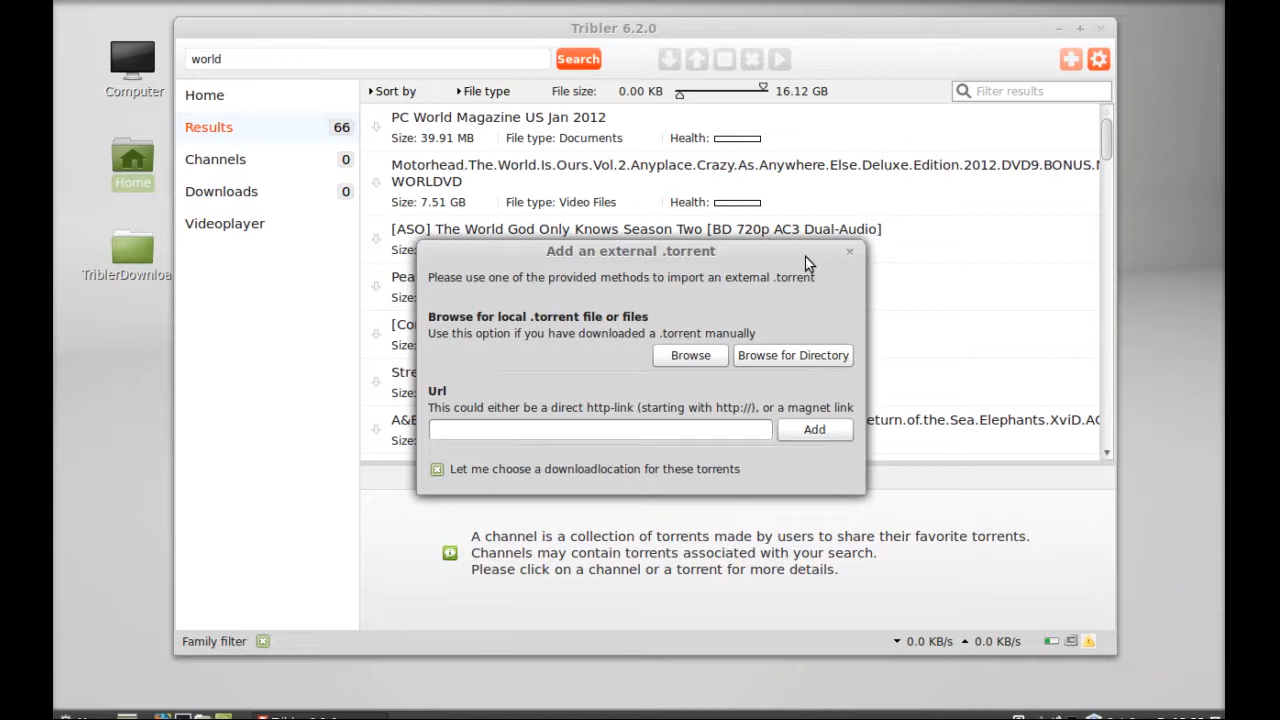 Tribler 6.2.0
Computer
Home
TriblerDownloa
world
Search
Home
Results 66
Channels 0
Downloads 0
Videoplayer
Sort by File type File size: 0.00 KB 16.12 GB Filter results
PC World Magazine US Jan 2012
Size: 39.91 MB File type: Documents Health:
Motorhead.The.World.Is.Ours.Vol.2.Anyplace.Crazy.As.Anywhere.Else.Deluxe.Edition.2012.DVD9.BONUS.
WORLDVD
Size: 7.51 GB File type: Video Files Health:
[ASO] The World God Only Knows Season Two [BD 720p AC3 Dual-Audio]
Size:
Pea
Size:
[Co
Size:
Stre
Size:
A&E
eturn.of.the.Sea.Elephants.XviD.AC
Size:
Add an external .torrent
Please use one of the provided methods to import an external .torrent
Browse for local .torrent file or files
Use this option if you have downloaded a .torrent manually
Browse Browse for Directory
Url
This could either be a direct http-link (starting with http://), or a magnet link
Add
Let me choose a downloadlocation for these torrents
A channel is a collection of torrents made by users to share their favorite torrents.
Channels may contain torrents associated with your search.
Please click on a channel or a torrent for more details.
Family filter
0.0 KB/s 0.0 KB/s